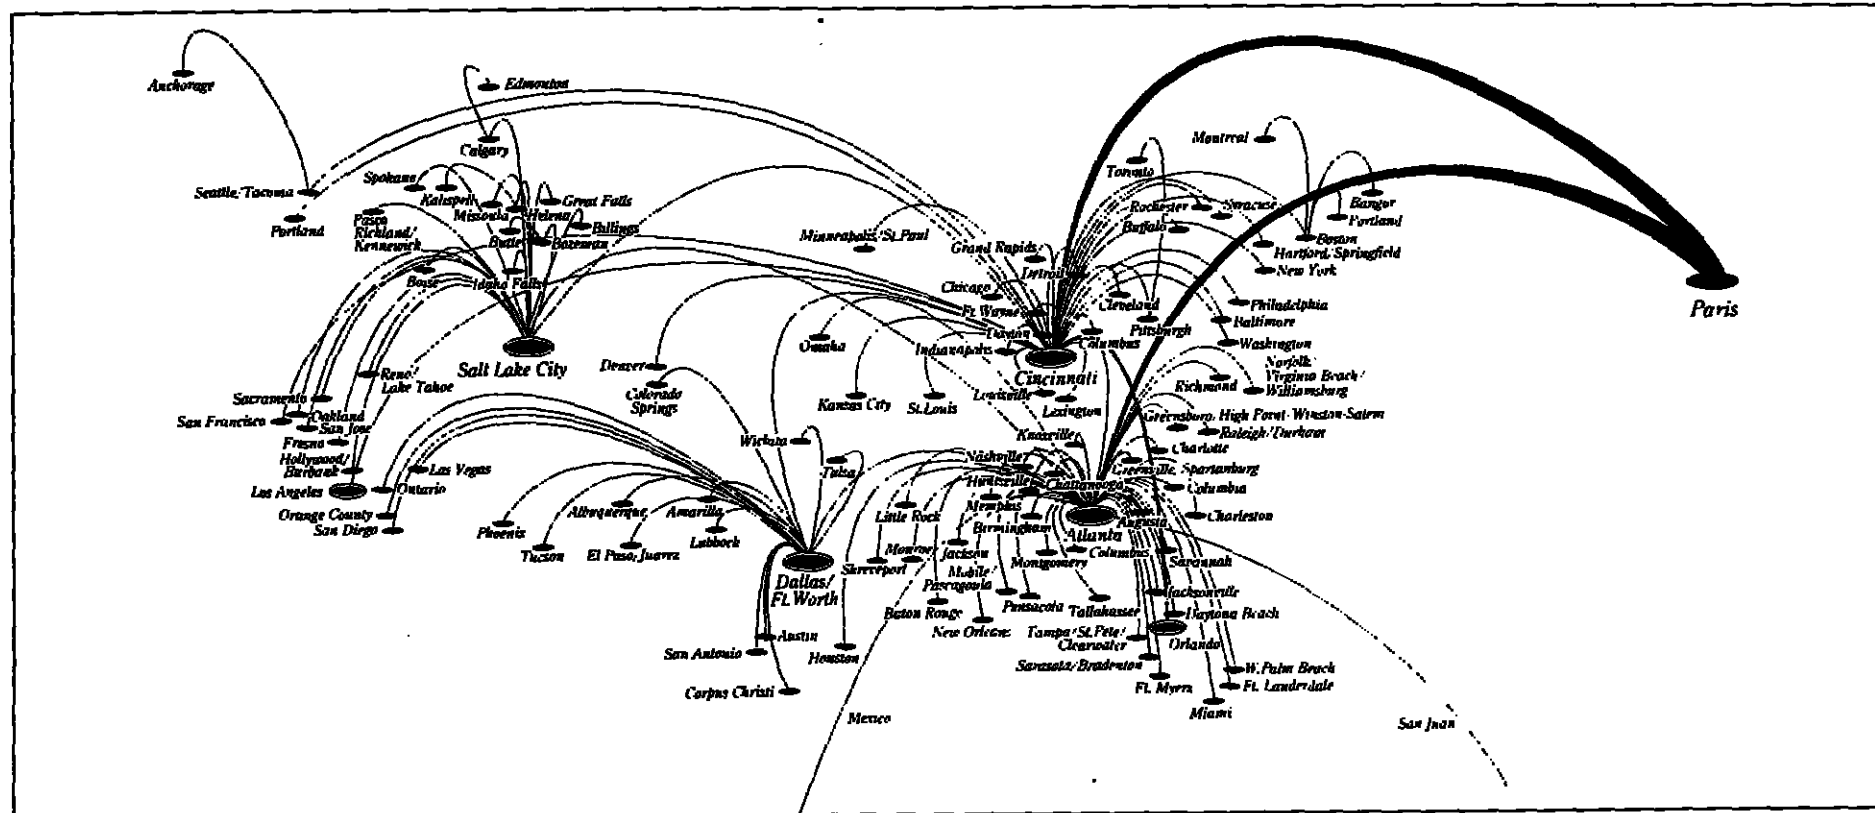 Anchorage
Edmonton
Calgary
Montreal
Toronto
Seattle/Tacoma
Spokane
Kalispell
Great Falls
Missoula
Helena
Pasco
Richland/
Kennewick
Portland
Billings
Butte
Bozeman
Boise
Idaho Falls
Minneapolis/St. Paul
Grand Rapids
Detroit
Rochester
Syracuse
Buffalo
Bangor
Portland
Boston
Hartford/Springfield
New York
Paris
Chicago
Cleveland
Philadelphia
Ft. Wayne
Baltimore
Dayton
Pittsburgh
Columbus
Washington
Omaha
Indianapolis
Salt Lake City
Denver
Cincinnati
Norfolk/
Virginia Beach/
Williamsburg
Richmond
Reno/
Lake Tahoe
Colorado
Springs
Kansas City
St. Louis
Louisville
Lexington
Sacramento
San Francisco
Oakland
San Jose
Fresno
Greensboro/High Point-Winston-Salem
Raleigh/Durham
Knoxville
Charlotte
Wichita
Tulsa
Hollywood/
Burbank
Las Vegas
Nashville
Greenville/Spartanburg
Los Angeles
Ontario
Huntsville
Chattanooga
Columbia
Orange County
San Diego
Phoenix
Tucson
Albuquerque
Amarillo
El Paso/Juarez
Lubbock
Little Rock
Memphis
Birmingham
Atlanta
Augusta
Charleston
Dallas/
Ft. Worth
Shreveport
Monroe
Jackson
Montgomery
Columbus
Savannah
Mobile/
Pascagoula
Pensacola
Tallahassee
Jacksonville
Daytona Beach
Baton Rouge
New Orleans
Tampa/St. Pete/
Clearwater
Orlando
Austin
San Antonio
Houston
Sarasota/Bradenton
W. Palm Beach
Ft. Myers
Ft. Lauderdale
Corpus Christi
Miami
Mexico
San Juan